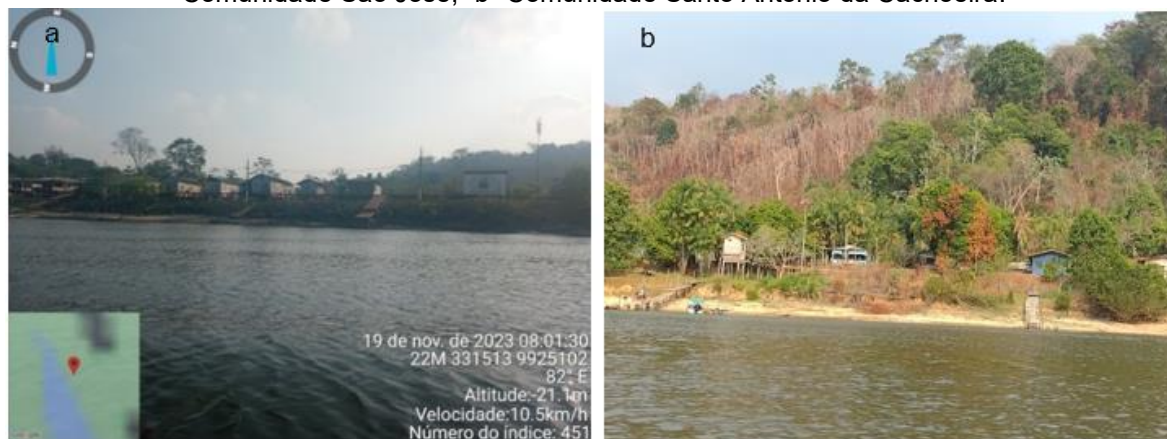 Comunidade São José; "b" Comunidade Santo Antônio da Cachoeira.
a
b
19 de nov. de 2023 08:01:30
22M 331513 9925102
82° E
Altitude:-21.1m
Velocidade:10.5km/h
Número do índice: 451